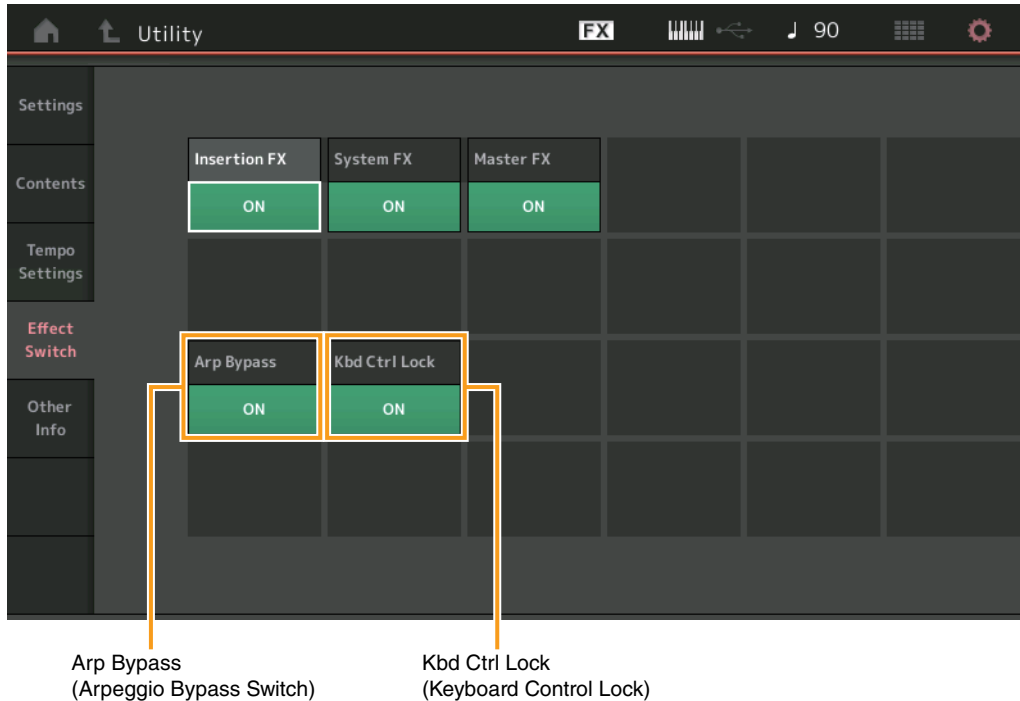 Utility
FX
90
Settings
Contents
Tempo
Settings
Effect
Switch
Other
Info
Insertion FX
System FX
Master FX
ON
ON
ON
Arp Bypass
Kbd Ctrl Lock
ON
ON
Arp Bypass
(Arpeggio Bypass Switch)
Kbd Ctrl Lock
(Keyboard Control Lock)